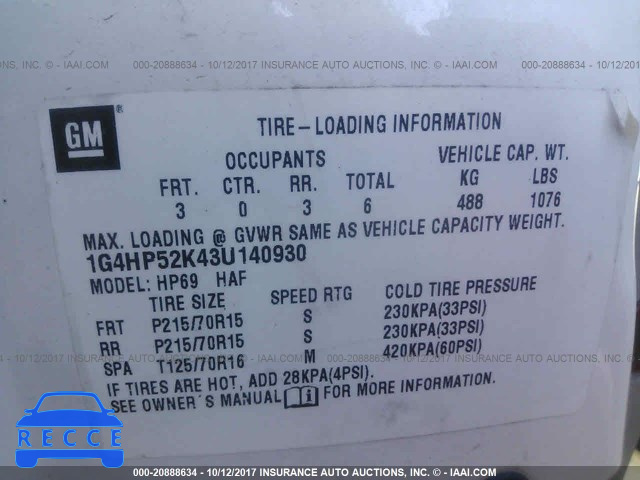 000-20888634 - 10/12/2017 INSURANCE AUTO AUCTIONS, INC. © - IAAI.COM
GM®
TIRE-LOADING INFORMATION
OCCUPANTS VEHICLE CAP. WT.
FRT. CTR. RR. TOTAL KG LBS
3 0 3 6 488 1076
MAX. LOADING @ GVWR SAME AS VEHICLE CAPACITY WEIGHT.
1G4HP52K43U140930
MODEL: HP69 HAF
TIRE SIZE SPEED RTG COLD TIRE PRESSURE
FRT P215/70R15 S 230KPA(33PSI)
RR P215/70R15 S 230KPA(33PSI)
SPA T125/70R16 M 420KPA(60PSI)
IF TIRES ARE HOT, ADD 28KPA(4PSI).
SEE OWNER'S MANUAL FOR MORE INFORMATION.
RECCE
000-20888634 - 10/12/2017 INSURANCE AUTO AUCTIONS, INC. © - IAAI.COM